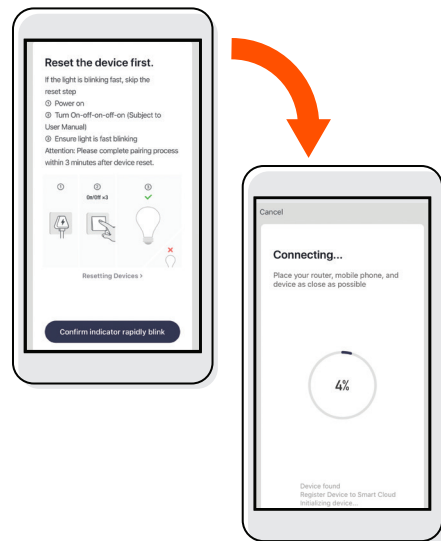 Reset the device first.
If the light is blinking fast, skip the
reset step
① Power on
② Turn On-off-on-off-on (Subject to
User Manual)
③ Ensure light is fast blinking
Attention: Please complete pairing process
within 3 minutes after device reset.
① ② ③
On/Off ×3
Resetting Devices >
Confirm indicator rapidly blink
Cancel
Connecting...
Place your router, mobile phone, and
device as close as possible
4%
Device found
Register Device to Smart Cloud
Initializing device...